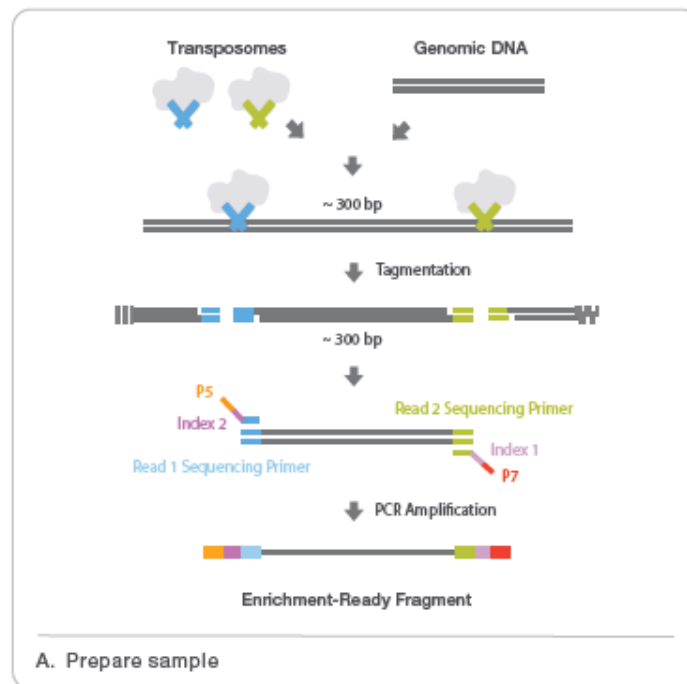 Transposomes
Genomic DNA
~ 300 bp
Tagmentation
~ 300 bp
P5
Read 2 Sequencing Primer
Index 2
Index 1
Read 1 Sequencing Primer
P7
PCR Amplification
Enrichment-Ready Fragment
A. Prepare sample